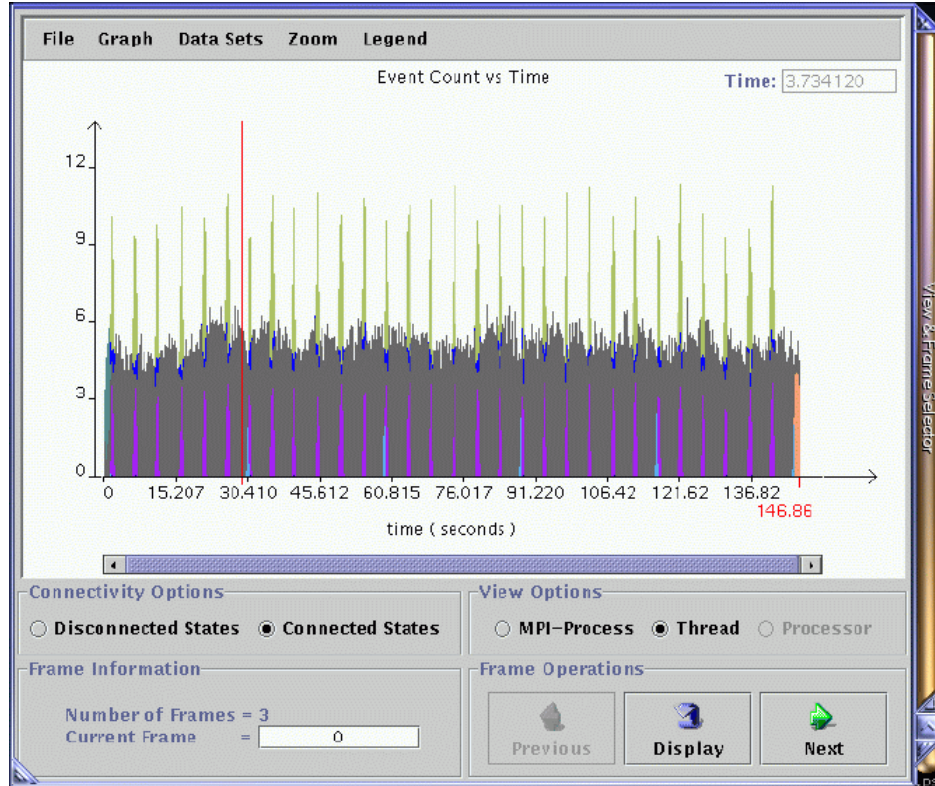 File Graph Data Sets Zoom Legend
Event Count vs Time
Time: 3.734120
12
9
6
3
0
0 15,207 30.410 45.612 60.815 76.017 91.220 106.42 121.62 136.82
146.86
time ( seconds )
Connectivity Options
Disconnected States Connected States
View Options
MPI-Process Thread Processor
Frame Information
Number of Frames = 3
Current Frame = 0
Frame Operations
Previous Display Next
View & Frame selector